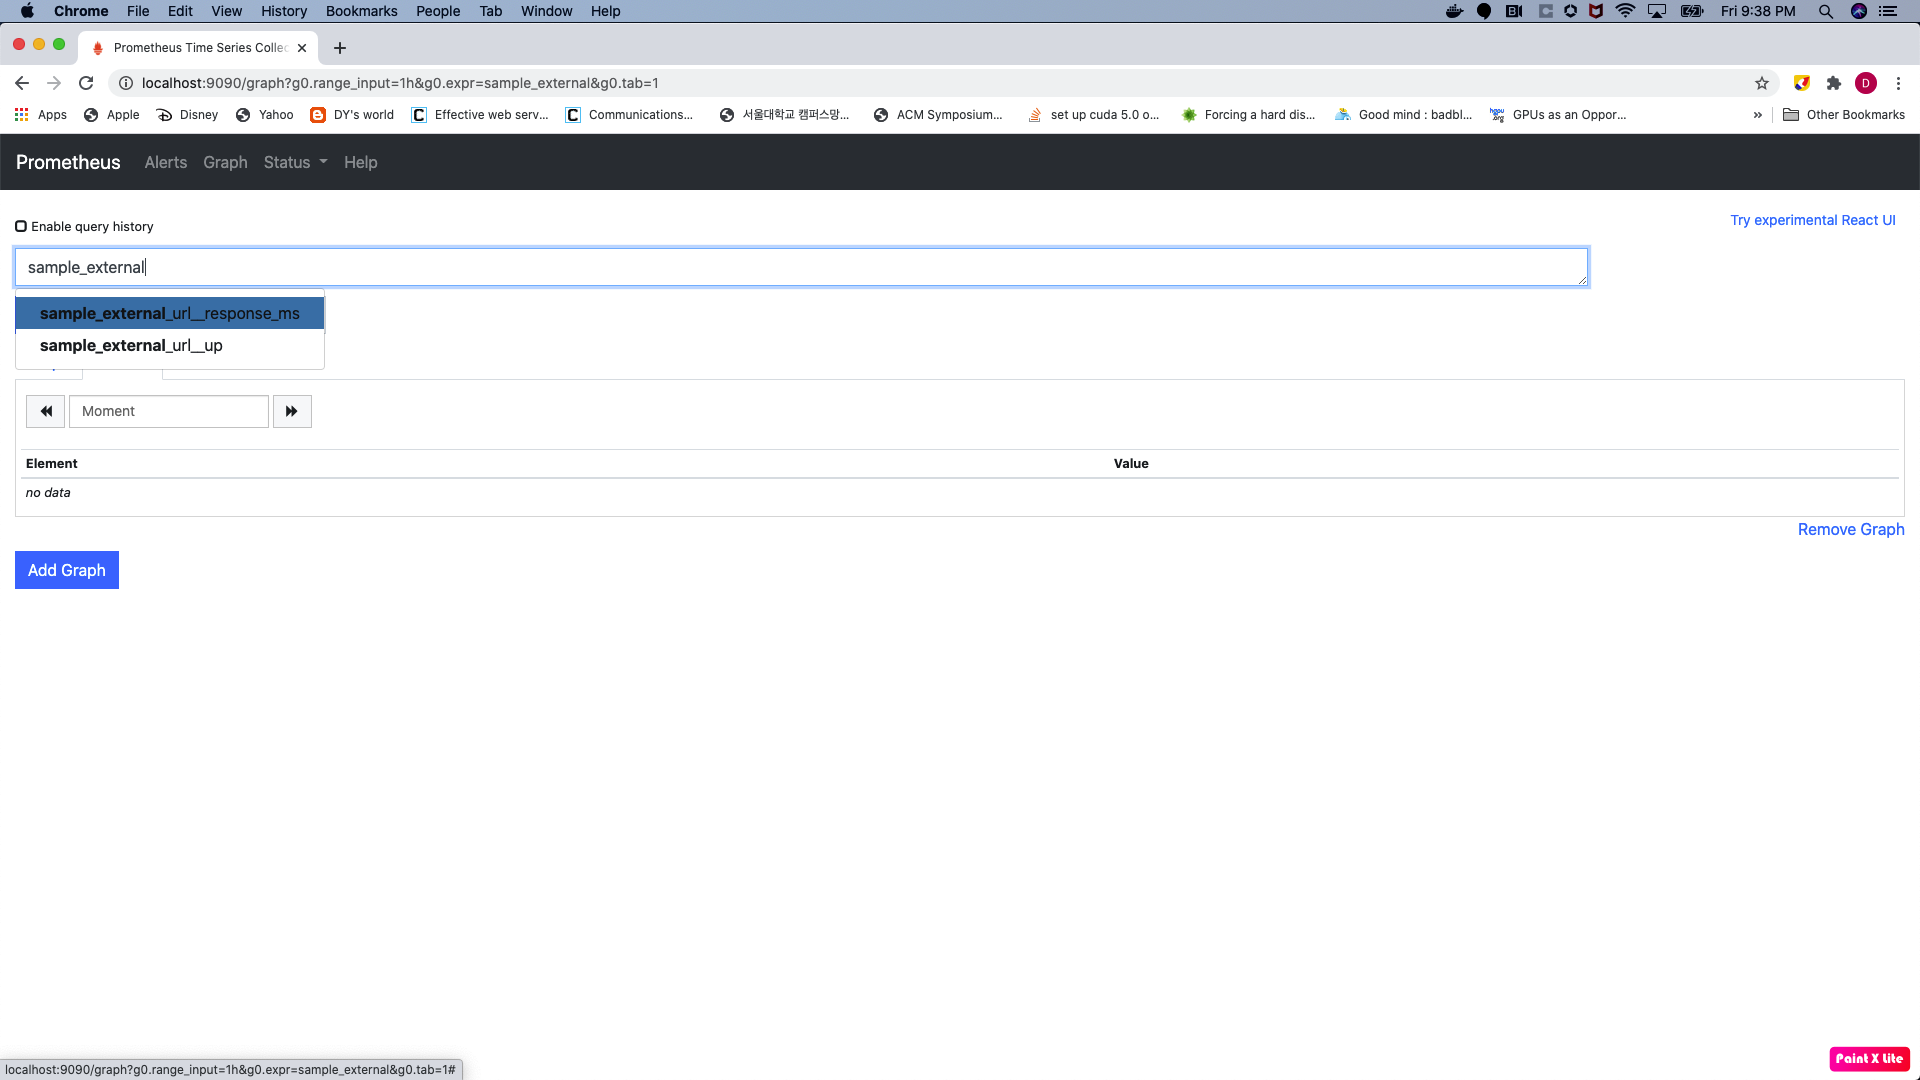 Chrome File Edit View History Bookmarks People Tab Window Help Fri 9:38 PM
Prometheus Time Series Collec
localhost:9090/graph?g0.range_input=1h&g0.expr=sample_external&g0.tab=1 D
Apps Apple Disney Yahoo DY's world Effective web serv... Communications... 서울대학교 캠퍼스망... ACM Symposium... set up cuda 5.0 o... Forcing a hard dis... Good mind : badbl... GPUs as an Oppor... » Other Bookmarks
Prometheus Alerts Graph Status Help
Enable query history
Try experimental React UI
sample_external
sample_external_url__response_ms
sample_external_url__up
Moment
Element Value
no data
Remove Graph
Add Graph
localhost:9090/graph?g0.range_input=1h&g0.expr=sample_external&g0.tab=1#
Paint X Lite